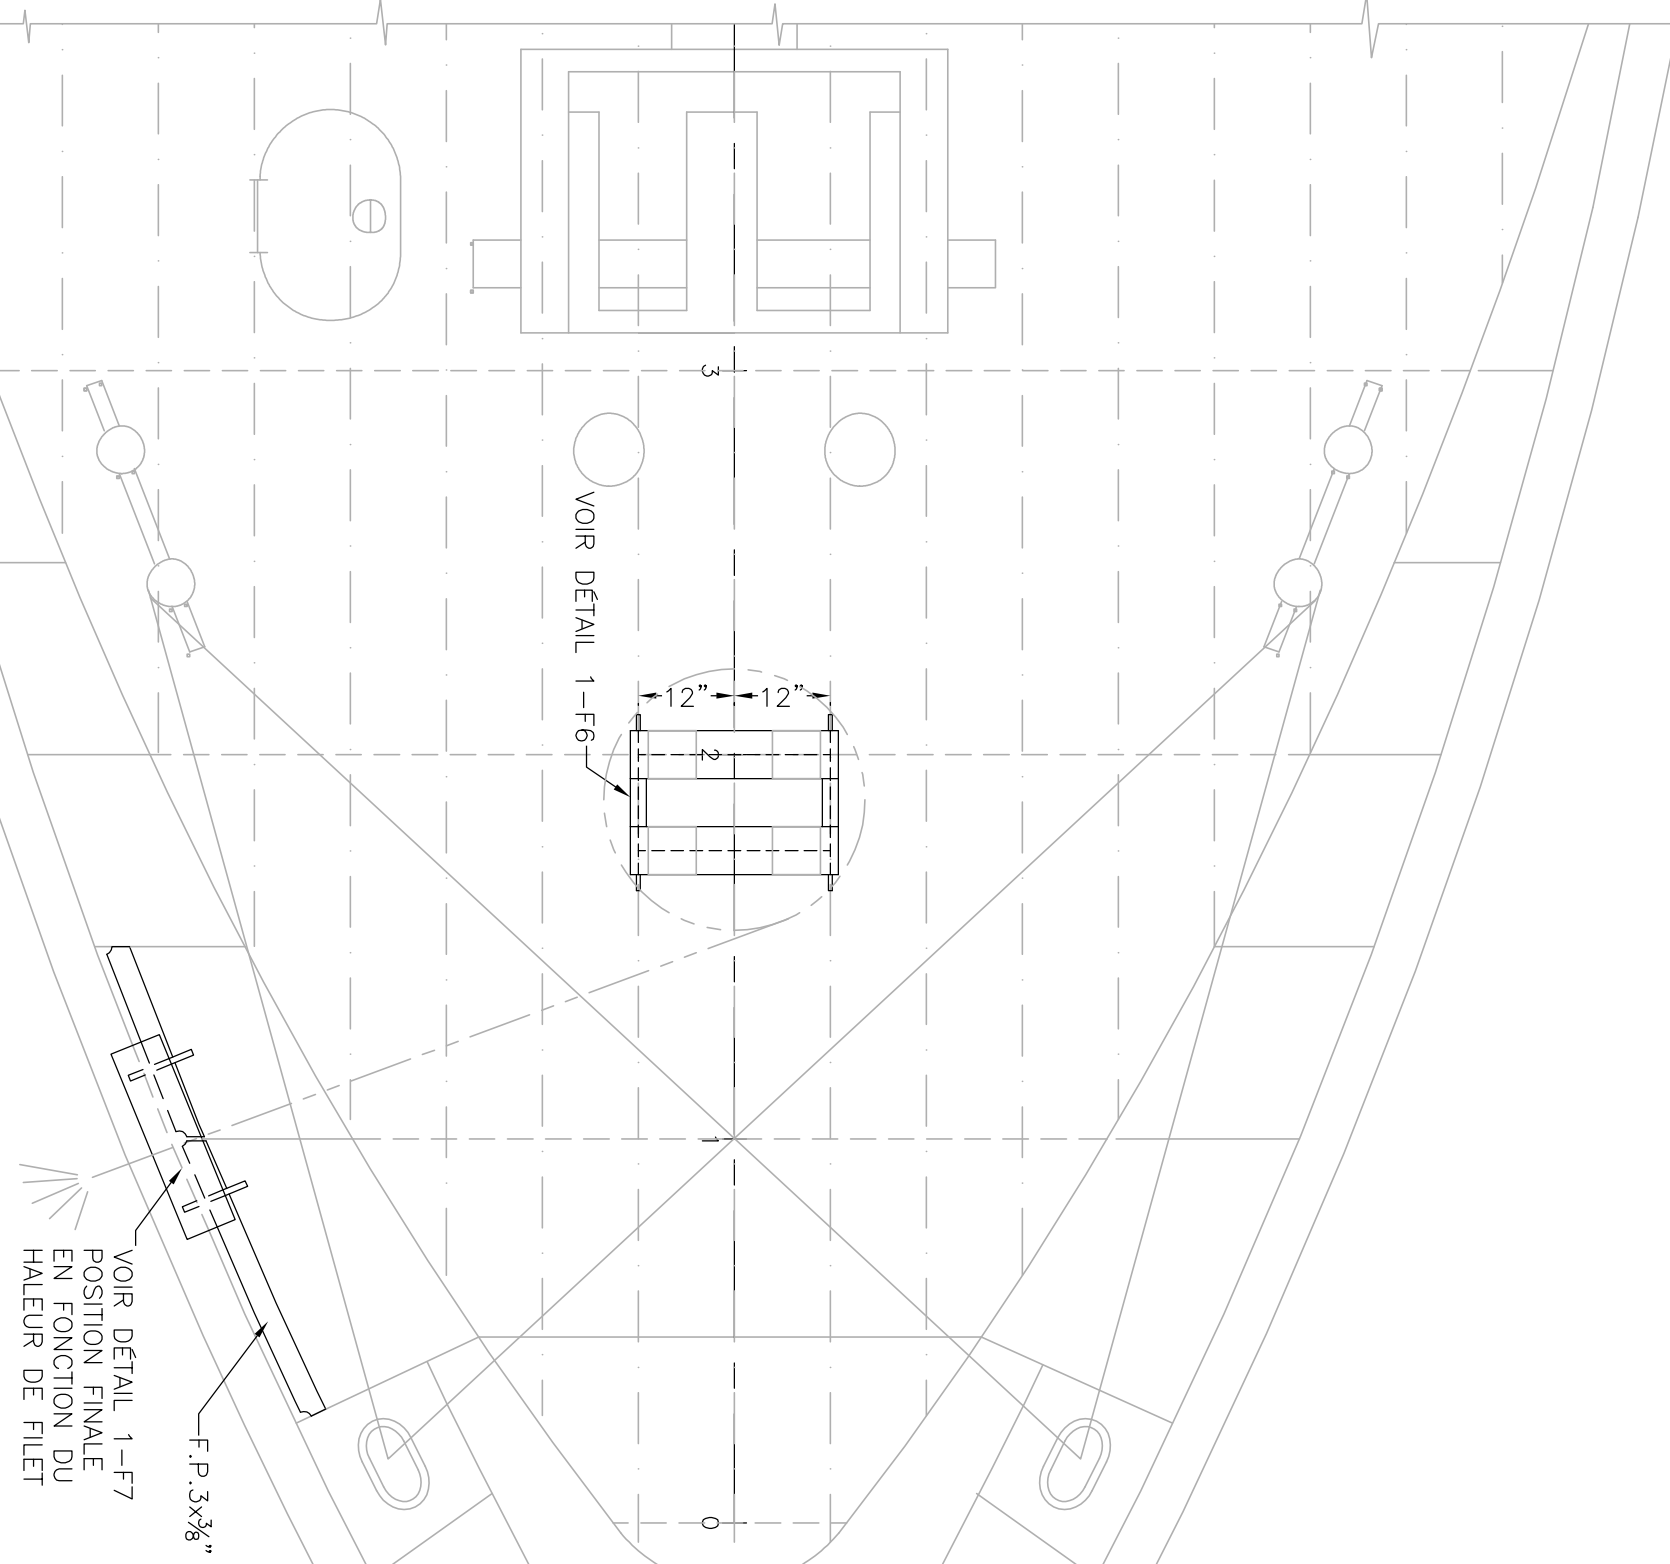 3
VOIR DÉTAIL 1-F6
12"
12"
2
1
VOIR DÉTAIL 1-F7
POSITION FINALE
EN FONCTION DU
HALEUR DE FILET
F.P.3x⅜"
0